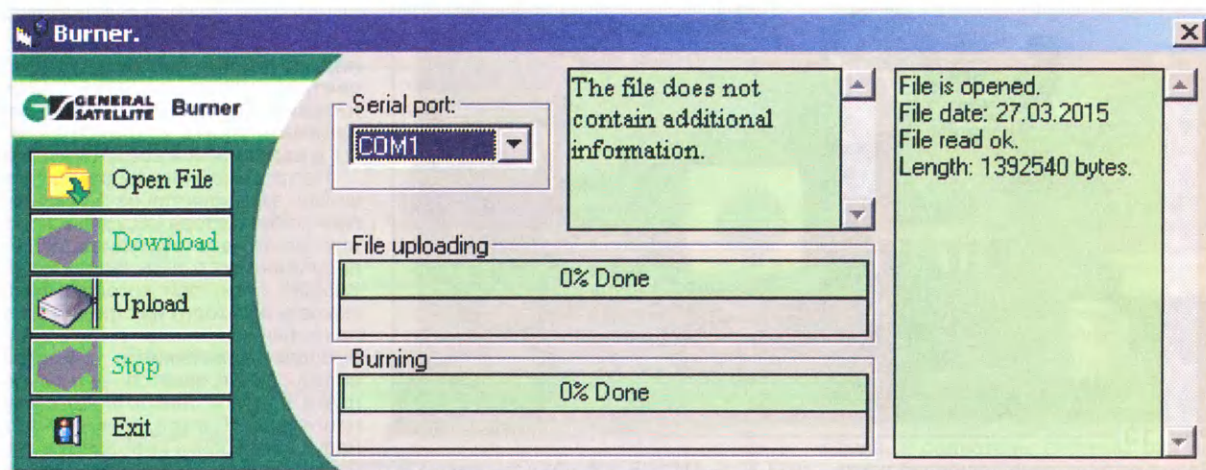 Burner.
GENERAL
SATELLITE
Burner
Open File
Download
Upload
Stop
Exit
Serial port:
COM1
The file does not
contain additional
information.
File uploading
0% Done
Burning
0% Done
File is opened.
File date: 27.03.2015
File read ok.
Length: 1392540 bytes.